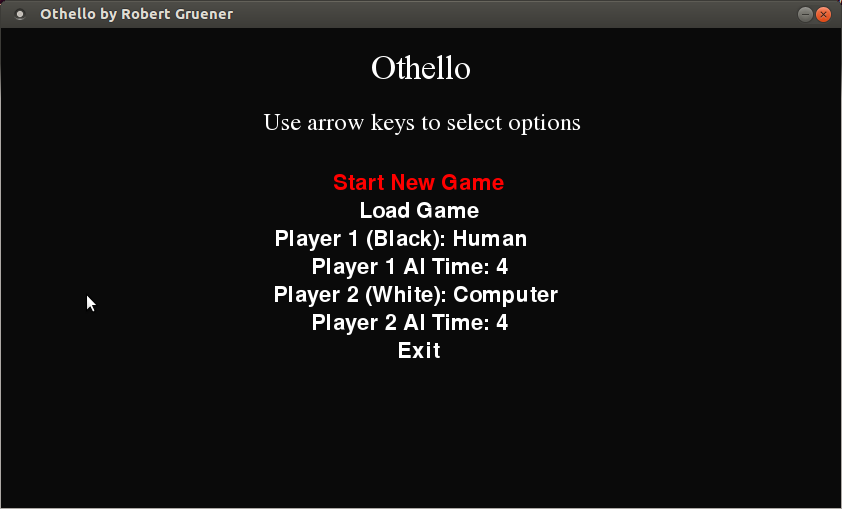 Othello by Robert Gruener
Othello
Use arrow keys to select options
Start New Game
Load Game
Player 1 (Black): Human
Player 1 AI Time: 4
Player 2 (White): Computer
Player 2 AI Time: 4
Exit